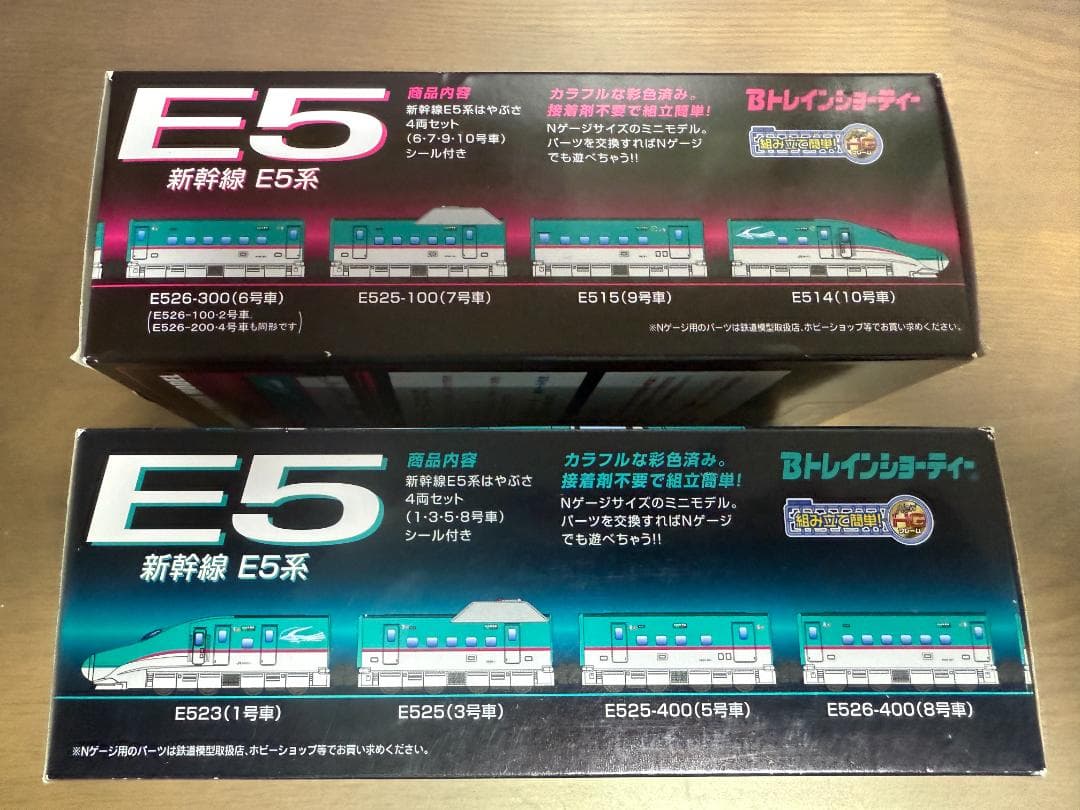 E5
新幹線 E5系
商品内容
新幹線E5系はやぶさ
4両セット
(6・7・9・10号車)
シール付き
カラフルな彩色済み。
接着剤不要で組立簡単!
Nゲージサイズのミニモデル。
パーツを交換すればNゲージ
でも遊べちゃう!!
Bトレインショーティー
組み立て簡単!
フレーム
E526-300(6号車)
(E526-100・2号車、
E526-200・4号車も同形です)
E525-100(7号車)
E515(9号車)
E514(10号車)
※Nゲージ用のパーツは鉄道模型取扱店、ホビーショップ等でお買い求めください。
E5
新幹線 E5系
商品内容
新幹線E5系はやぶさ
4両セット
(1・3・5・8号車)
シール付き
カラフルな彩色済み。
接着剤不要で組立簡単!
Nゲージサイズのミニモデル。
パーツを交換すればNゲージ
でも遊べちゃう!!
Bトレインショーティー
組み立て簡単!
HG
フレーム
E523(1号車)
E525(3号車)
E525-400(5号車)
E526-400(8号車)
※Nゲージ用のパーツは鉄道模型取扱店、ホビーショップ等でお買い求めください。